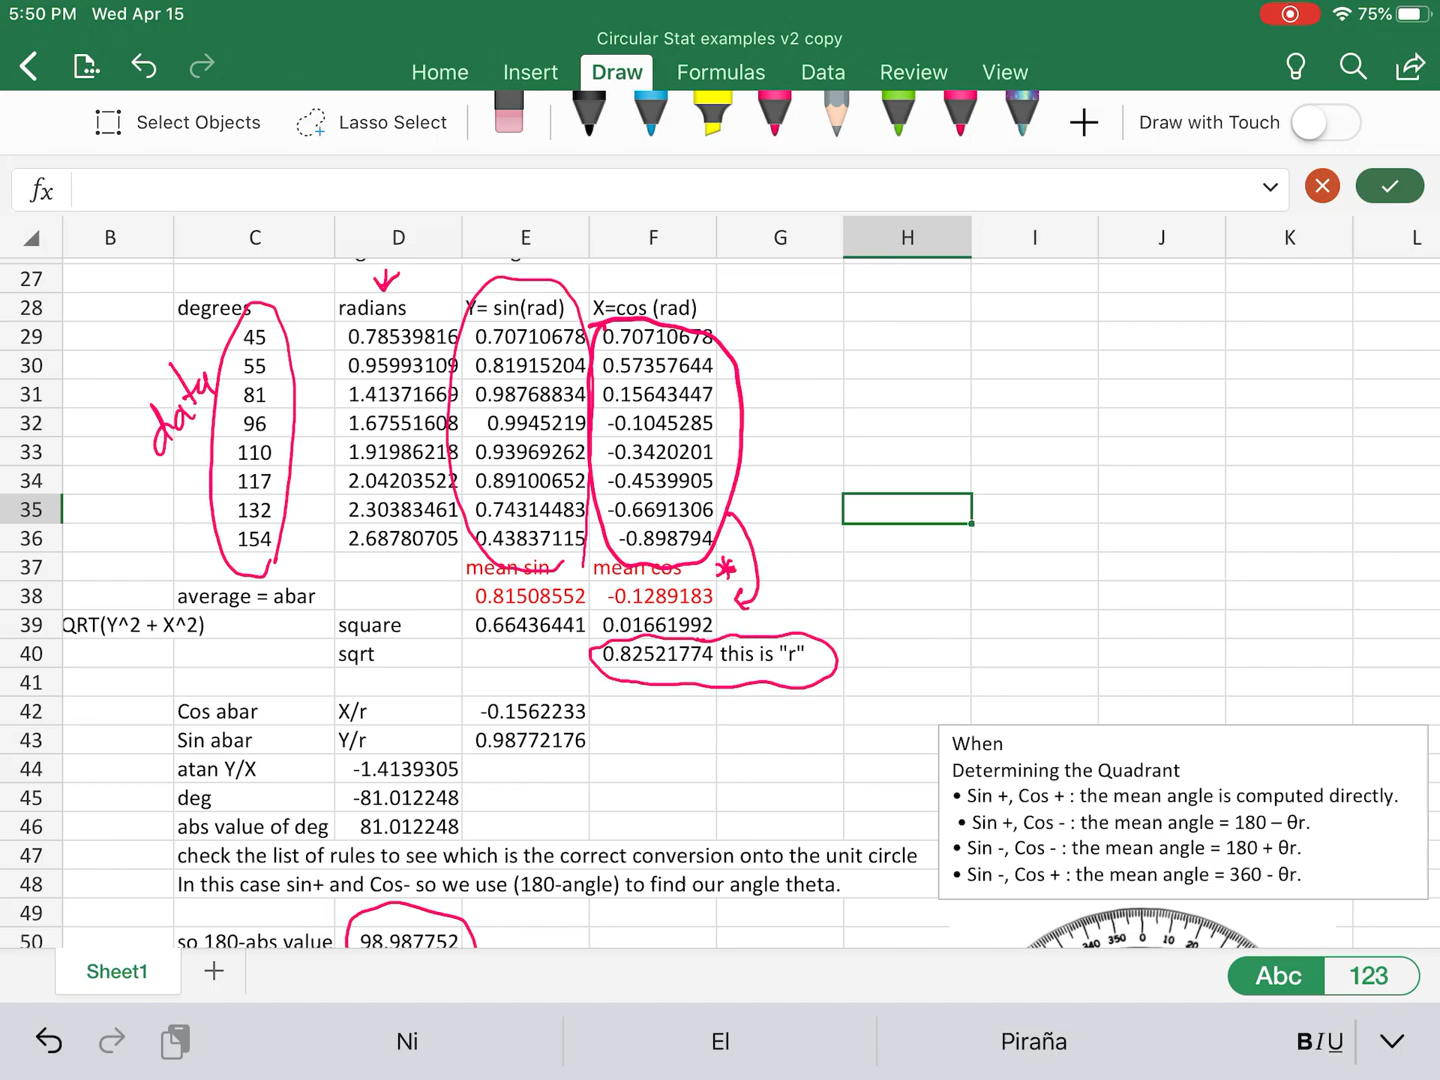 5:50 PM Wed Apr 15
75%
Circular Stat examples v2 copy
Home Insert Draw Formulas Data Review View
Select Objects Lasso Select Draw with Touch
fx
B C D E F G H I J K L
27
28 degrees radians Y= sin(rad) X=cos (rad)
29 45 0.78539816 0.70710678 0.70710678
30 55 0.95993109 0.81915204 0.57357644
31 81 1.41371669 0.98768834 0.15643447
32 96 1.67551608 0.9945219 -0.1045285
33 110 1.91986218 0.93969262 -0.3420201
34 117 2.04203522 0.89100652 -0.4539905
35 132 2.30383461 0.74314483 -0.6691306
36 154 2.68780705 0.43837115 -0.898794
data
37 mean sin mean cos *
38 average = abar 0.81508552 -0.1289183
39 QRT(Y^2 + X^2) square 0.66436441 0.01661992
40 sqrt 0.82521774 this is "r"
41
42 Cos abar X/r -0.1562233
43 Sin abar Y/r 0.98772176
44 atan Y/X -1.4139305
45 deg -81.012248
46 abs value of deg 81.012248
47 check the list of rules to see which is the correct conversion onto the unit circle
48 In this case sin+ and Cos- so we use (180-angle) to find our angle theta.
49
50 so 180-abs value 98.987752
When
Determining the Quadrant
• Sin +, Cos + : the mean angle is computed directly.
• Sin +, Cos - : the mean angle = 180 – θr.
• Sin -, Cos - : the mean angle = 180 + θr.
• Sin -, Cos + : the mean angle = 360 - θr.
340 350 0 10 20
Sheet1 +
Abc 123
Ni El Piraña BIU